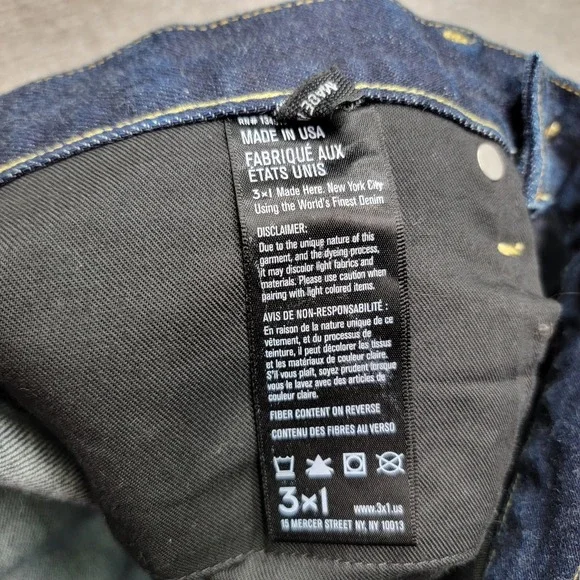 MADE
RN# 134
MADE IN USA
FABRIQUÉ AUX
ÉTATS UNIS
3×1 Made Here. New York City
Using the World's Finest Denim
DISCLAIMER:
Due to the unique nature of this
garment, and the dyeing process,
it may discolor light fabrics and
materials. Please use caution when
pairing with light colored items.
AVIS DE NON-RESPONSABILITÉ :
En raison de la nature unique de ce
vêtement, et du processus de
teinture, il peut décolorer les tissus
et les matériaux de couleur claire.
S'il vous plaît, soyez prudent lorsque
vous le lavez avec des articles de
couleur claire.
FIBER CONTENT ON REVERSE
CONTENU DES FIBRES AU VERSO
3×1
www.3x1.us
15 MERCER STREET NY, NY 10013